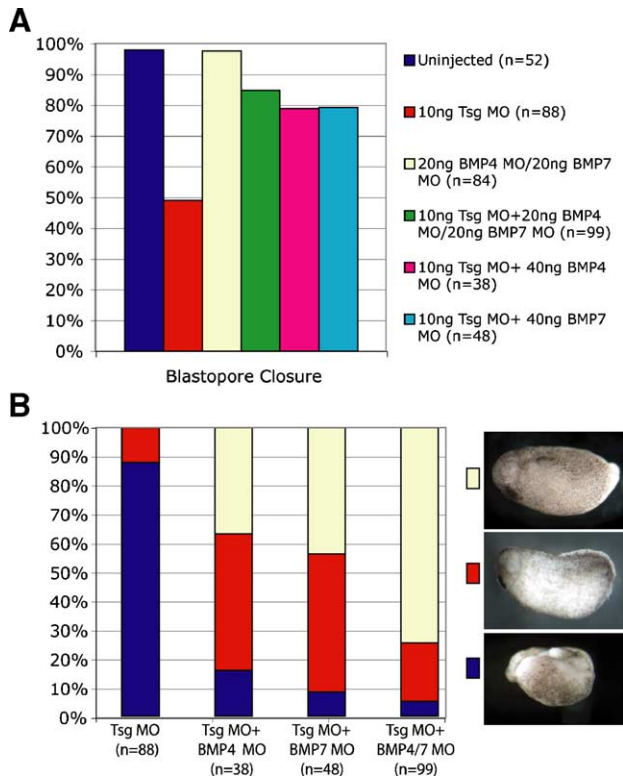 A
100%
90%
80%
70%
60%
50%
40%
30%
20%
10%
0%
Blastopore Closure
Uninjected (n=52)
10ng Tsg MO (n=88)
20ng BMP4 MO/20ng BMP7
MO (n=84)
10ng Tsg MO+20ng BMP4
MO/20ng BMP7 MO (n=99)
10ng Tsg MO+ 40ng BMP4
MO (n=38)
10ng Tsg MO+ 40ng BMP7
MO (n=48)
B
100%
90%
80%
70%
60%
50%
40%
30%
20%
10%
0%
Tsg MO
(n=88)
Tsg MO+
BMP4 MO
(n=38)
Tsg MO+
BMP7 MO
(n=48)
Tsg MO+
BMP4/7 MO
(n=99)